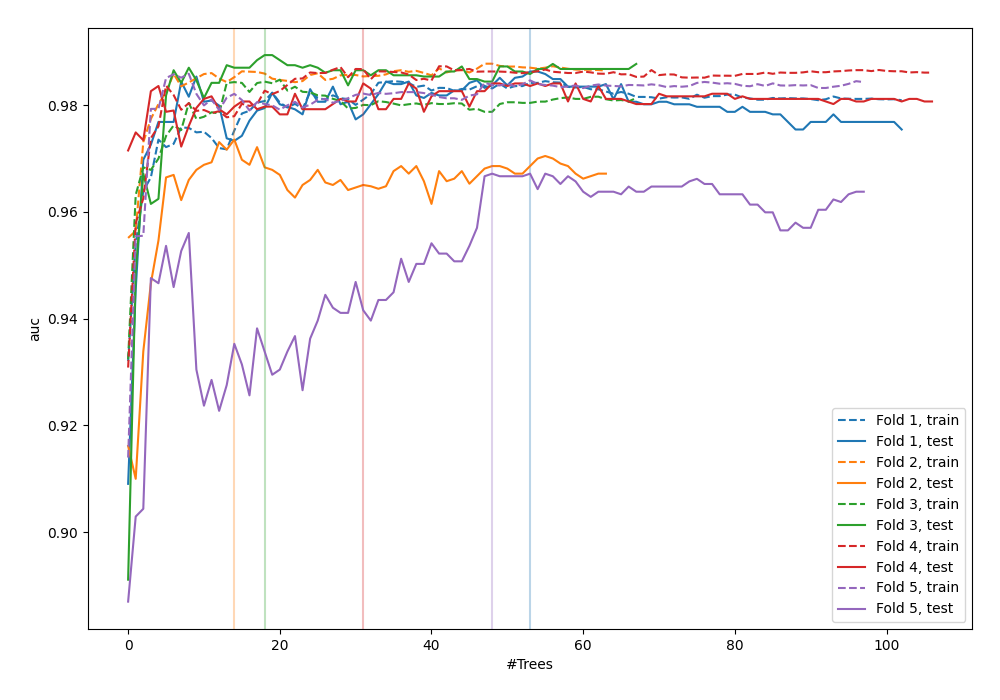 0.98
0.96
0.94
0.92
0.90
auc
0
20
40
60
80
100
#Trees
Fold 1, train
Fold 1, test
Fold 2, train
Fold 2, test
Fold 3, train
Fold 3, test
Fold 4, train
Fold 4, test
Fold 5, train
Fold 5, test